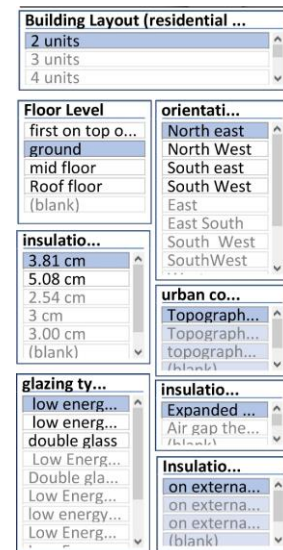 Building Layout (residential ...
2 units
3 units
4 units
Floor Level
first on top o...
ground
mid floor
Roof floor
(blank)
orientati...
North east
North West
South east
South West
East
East South
South West
SouthWest
insulatio...
3.81 cm
5.08 cm
2.54 cm
3 cm
3.00 cm
(blank)
urban co...
Topograph...
Topograph...
topograph...
(blank)
glazing ty...
low energ...
low energ...
double glass
Low Energ...
Double gla...
Low Energ...
low energy...
Low Energ...
insulatio...
Expanded ...
Air gap the...
(blank)
Insulatio...
on externa...
on externa...
on externa...
(blank)